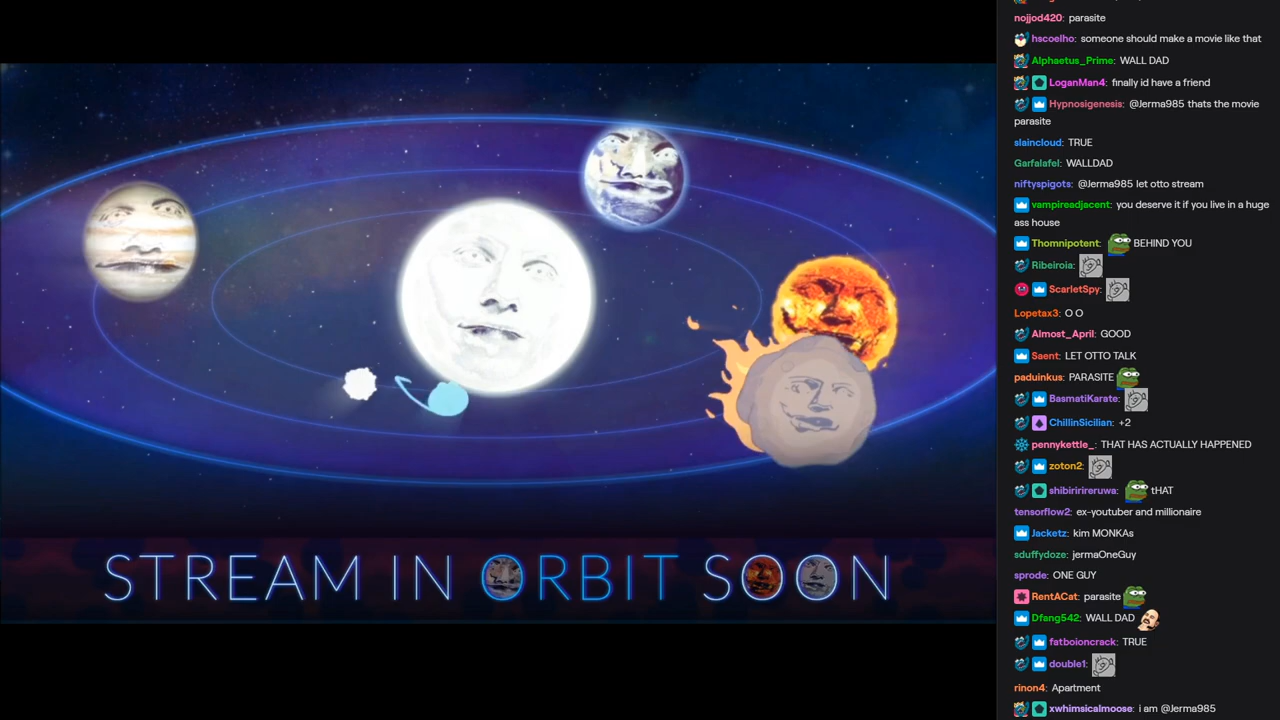 STREAM IN ORBIT SOON
nojjod420: parasite
hscoelho: someone should make a movie like that
Alphaetus_Prime: WALL DAD
LoganMan4: finally id have a friend
Hypnosigenesis: @Jerma985 thats the movie
parasite
slaincloud: TRUE
Garfalafel: WALLDAD
niftyspigots: @Jerma985 let otto stream
vampireadjacent: you deserve it if you live in a huge
ass house
Thomnipotent: BEHIND YOU
Ribeiroia:
ScarletSpy:
Lopetax3: O O
Almost_April: GOOD
Saent: LET OTTO TALK
paduinkus: PARASITE
BasmatiKarate:
ChillinSicilian: +2
pennykettle_: THAT HAS ACTUALLY HAPPENED
zoton2:
shibiririreruwa: tHAT
tensorflow2: ex-youtuber and millionaire
Jacketz: kim MONKAs
sduffydoze: jermaOneGuy
sprode: ONE GUY
RentACat: parasite
Dfang542: WALL DAD
fatboioncrack: TRUE
double1:
rinon4: Apartment
xwhimsicalmoose: i am @Jerma985